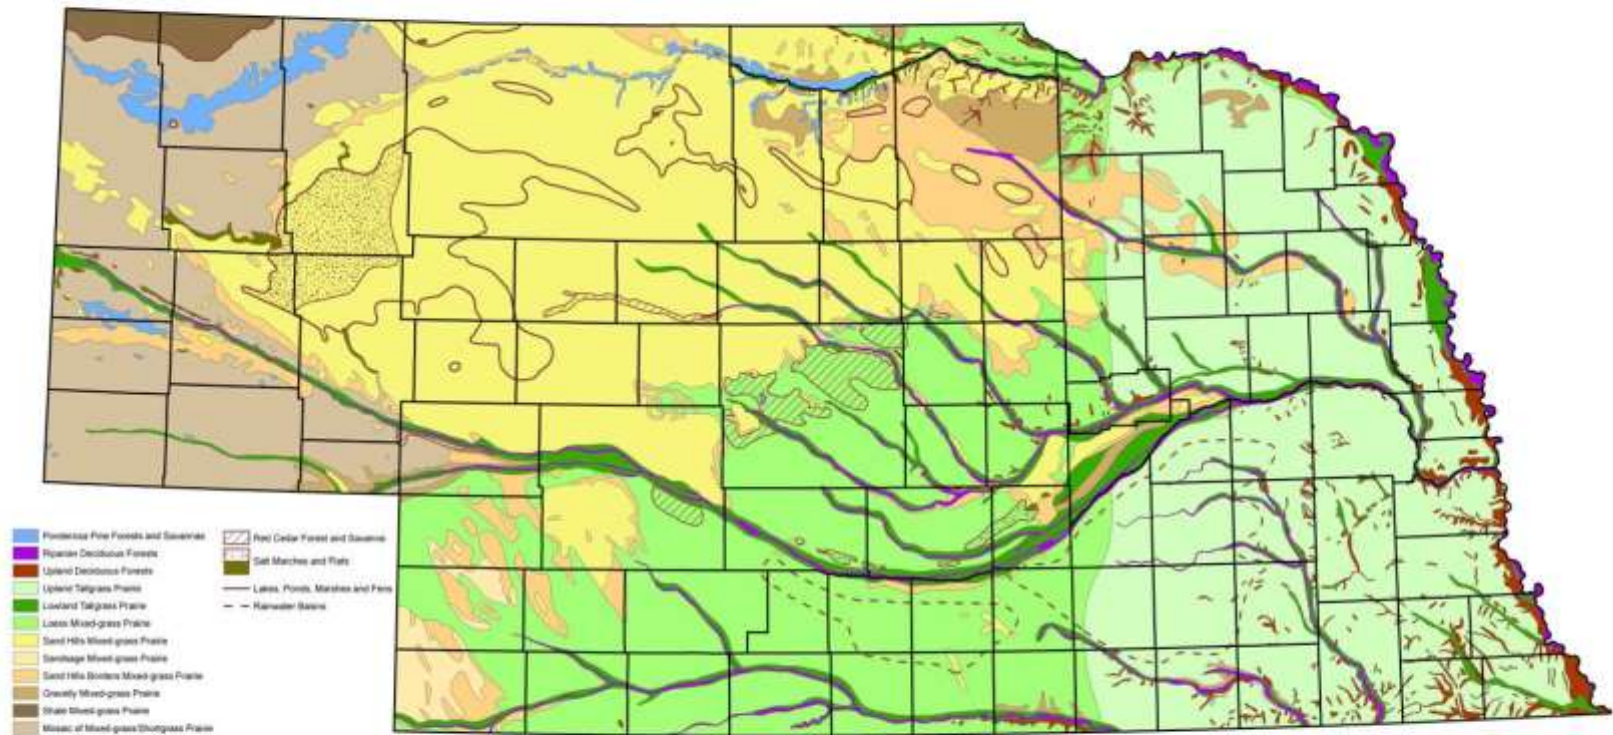 Ponderosa Pine Forests and Savannas
Riparian Deciduous Forests
Upland Deciduous Forests
Upland Tallgrass Prairie
Lowland Tallgrass Prairie
Loess Mixed-grass Prairie
Sand Hills Mixed-grass Prairie
Sandsage Mixed-grass Prairie
Sand Hills Borders Mixed-grass Prairie
Gravelly Mixed-grass Prairie
Shale Mixed-grass Prairie
Mosaic of Mixed-grass/Shortgrass Prairie
Red Cedar Forest and Savanna
Salt Marshes and Flats
Lakes, Ponds, Marshes and Fens
Rainwater Basins